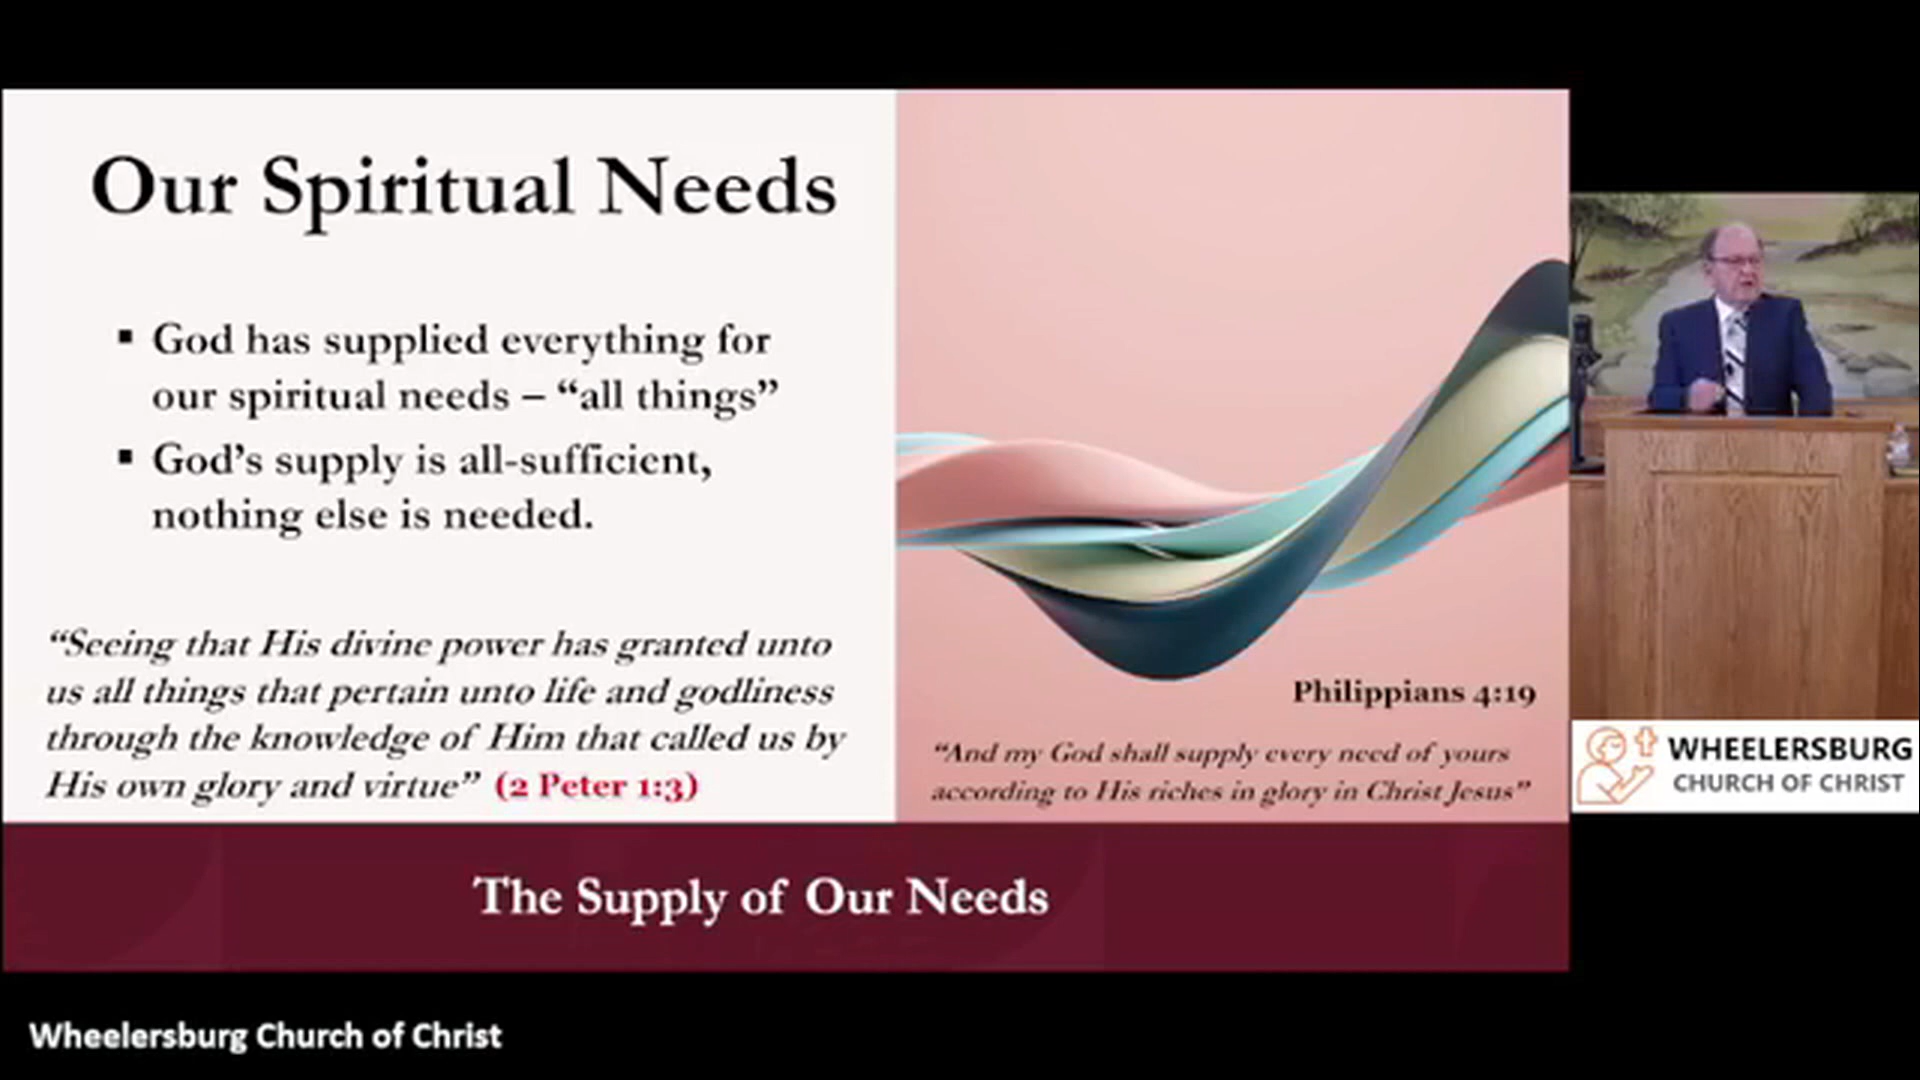 Our Spiritual Needs
▪ God has supplied everything for
our spiritual needs – “all things”
▪ God’s supply is all-sufficient,
nothing else is needed.
“Seeing that His divine power has granted unto
us all things that pertain unto life and godliness
through the knowledge of Him that called us by
His own glory and virtue” (2 Peter 1:3)
Philippians 4:19
“And my God shall supply every need of yours
according to His riches in glory in Christ Jesus”
The Supply of Our Needs
WHEELERSBURG
CHURCH OF CHRIST
Wheelersburg Church of Christ